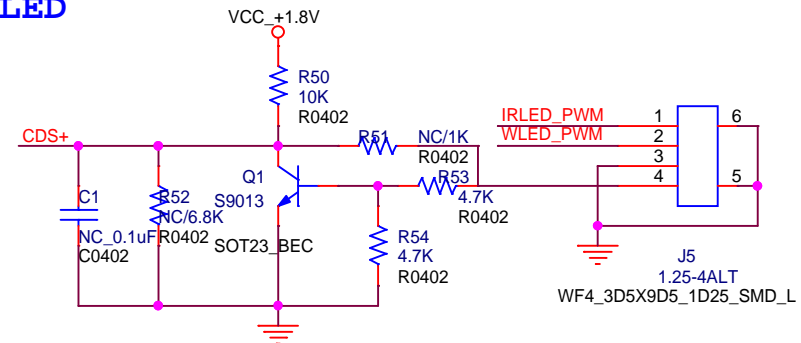 LED
VCC_+1.8V
R50
10K
R0402
CDS+
R51
NC/1K
R0402
IRLED_PWM
WLED_PWM
1
2
3
4
6
5
Q1
S9013
SOT23_BEC
R53
4.7K
R0402
C1
NC_0.1uF
C0402
R52
NC/6.8K
R0402
R54
4.7K
R0402
J5
1.25-4ALT
WF4_3D5X9D5_1D25_SMD_L